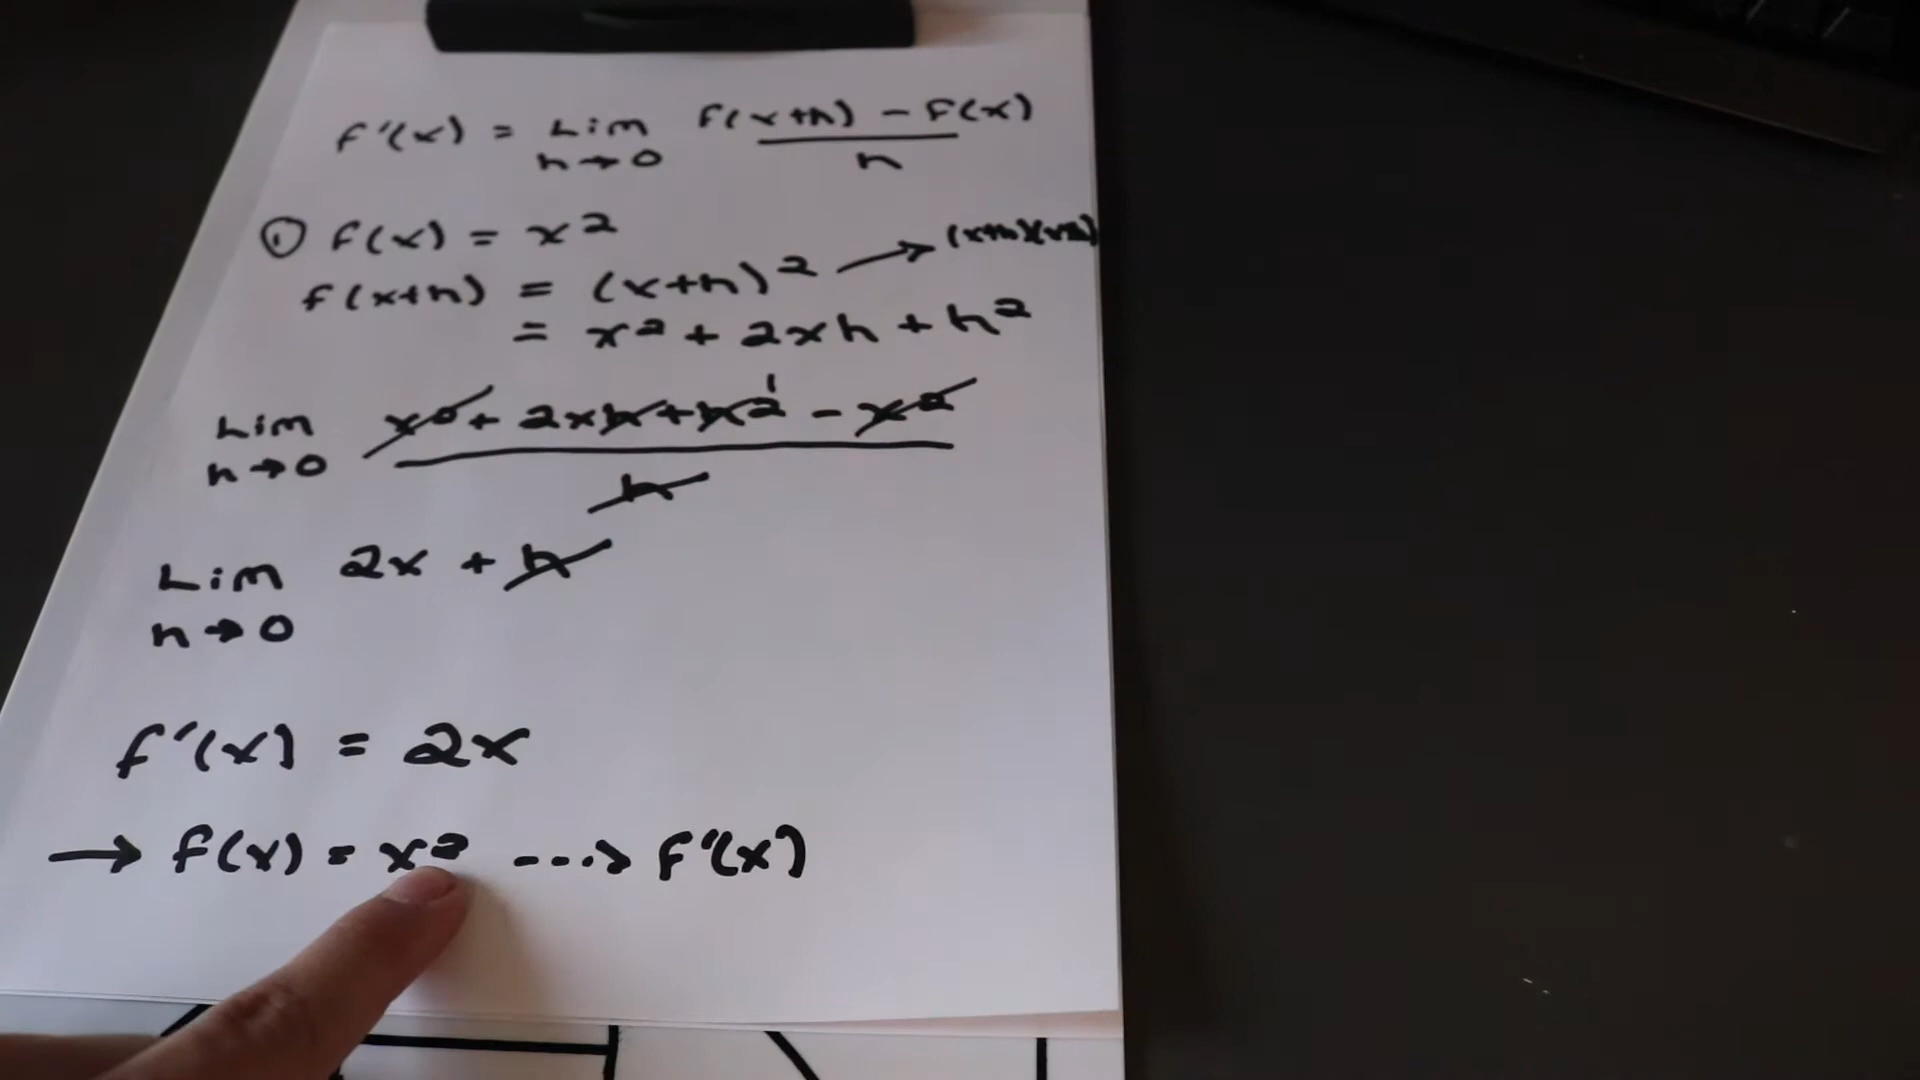 f'(x) = Lim f(x+h) - f(x)
h→0 h
① f(x) = x²
f(x+h) = (x+h)² → (x+h)(x+h)
= x² + 2xh + h²
Lim x² + 2xh + h² - x²
h→0 h
1
Lim 2x + h
h→0
f'(x) = 2x
→ f(x) = x² ---> f'(x)